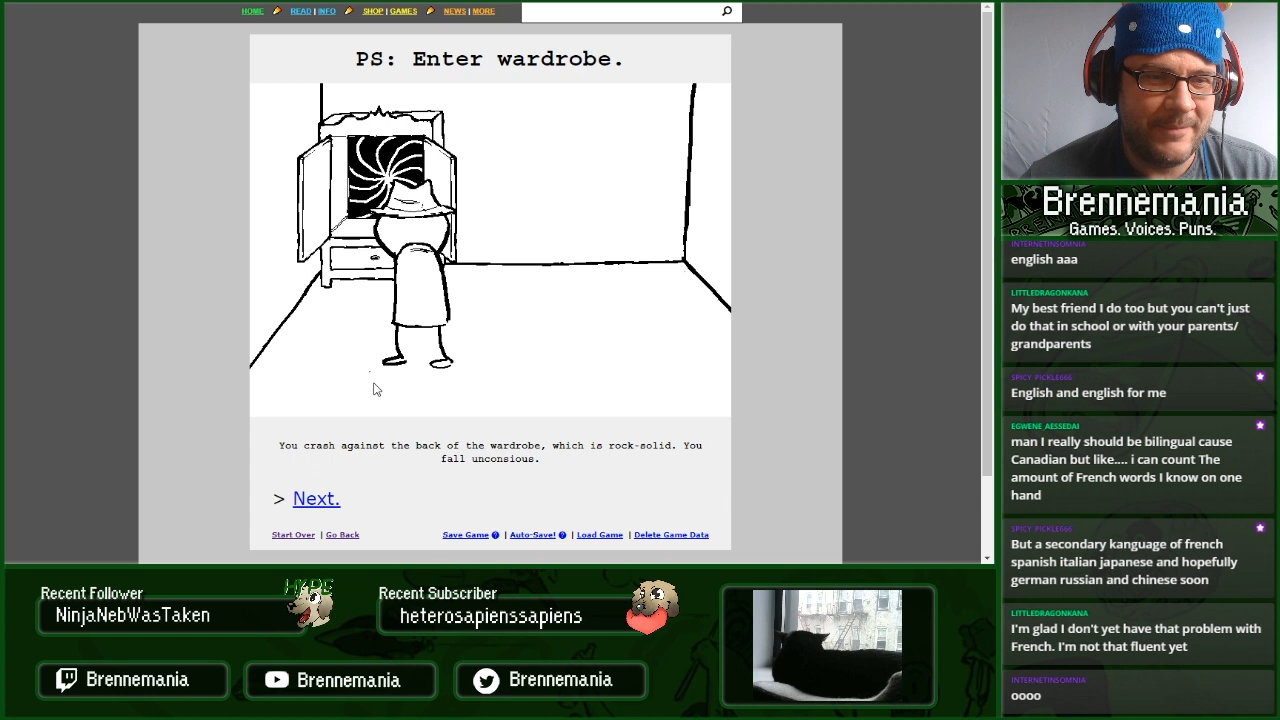 HOME READ | INFO SHOP | GAMES NEWS | MORE
PS: Enter wardrobe.
You crash against the back of the wardrobe, which is rock-solid. You
fall unconsious.
> Next.
Start Over | Go Back Save Game ? | Auto-Save! ? | Load Game | Delete Game Data
Brennemania
Games. Voices. Puns.
INTERNETINSOMNIA
english aaa
LITTLEDRAGONKANA
My best friend I do too but you can't just
do that in school or with your parents/
grandparents
SPICY_PICKLE666
English and english for me
EGWENE_AESSEDAI
man I really should be bilingual cause
Canadian but like.... i can count The
amount of French words I know on one
hand
SPICY_PICKLE666
But a secondary kanguage of french
spanish italian japanese and hopefully
german russian and chinese soon
LITTLEDRAGONKANA
I'm glad I don't yet have that problem with
French. I'm not that fluent yet
INTERNETINSOMNIA
oooo
Recent Follower
HYPE
NinjaNebWasTaken
Recent Subscriber
heterosapienssapiens
Brennemania
Brennemania
Brennemania